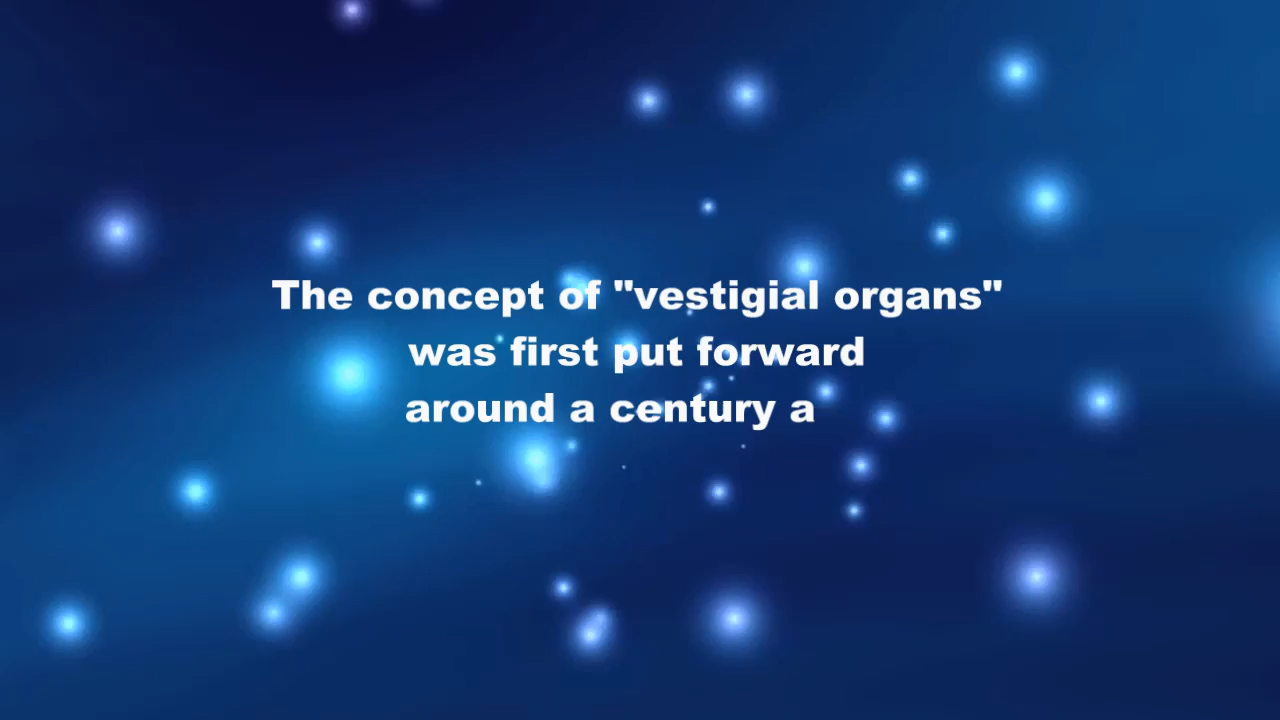 The concept of "vestigial organs"
was first put forward
around a century a